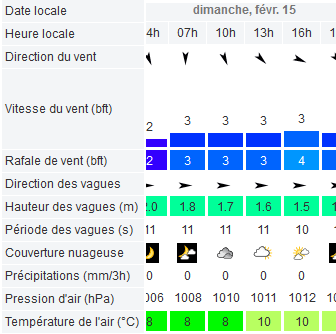 Date locale dimanche, févr. 15
Heure locale 4h 07h 10h 13h 16h
Direction du vent
Vitesse du vent (bft) 2 3 3 3 3
Rafale de vent (bft) 2 3 3 3 4
Direction des vagues
Hauteur des vagues (m) 2.0 1.8 1.7 1.6 1.5
Période des vagues (s) 11 11 11 11 10
Couverture nuageuse
Précipitations (mm/3h) 0 0 0 0 0
Pression d'air (hPa) 006 1008 1010 1011 1012
Température de l'air (°C) 8 8 8 10 10